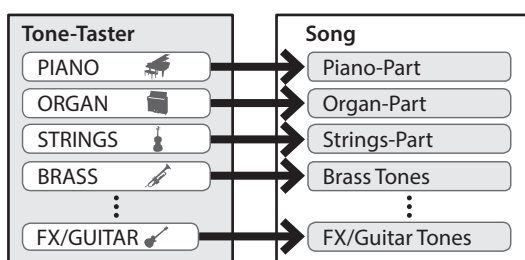 Tone-Taster
PIANO
ORGAN
STRINGS
BRASS
FX/GUITAR
Song
Piano-Part
Organ-Part
Strings-Part
Brass Tones
FX/Guitar Tones